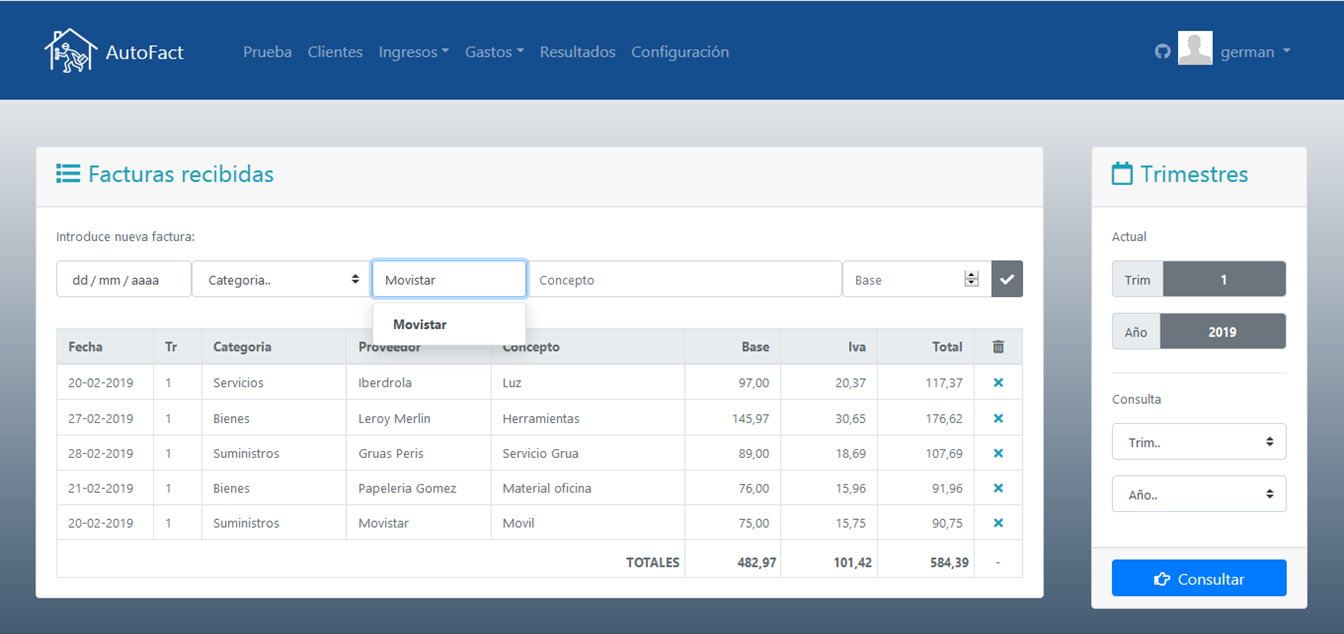 AutoFact Prueba Clientes Ingresos Gastos Resultados Configuración german
Facturas recibidas
Introduce nueva factura:
dd / mm / aaaa Categoria.. Movistar Concepto Base
Movistar
Fecha Tr Categoria Proveedor Concepto Base Iva Total
20-02-2019 1 Servicios Iberdrola Luz 97,00 20,37 117,37
27-02-2019 1 Bienes Leroy Merlin Herramientas 145,97 30,65 176,62
28-02-2019 1 Suministros Gruas Peris Servicio Grua 89,00 18,69 107,69
21-02-2019 1 Bienes Papeleria Gomez Material oficina 76,00 15,96 91,96
20-02-2019 1 Suministros Movistar Movil 75,00 15,75 90,75
TOTALES 482,97 101,42 584,39 -
Trimestres
Actual
Trim 1
Año 2019
Consulta
Trim..
Año..
Consultar